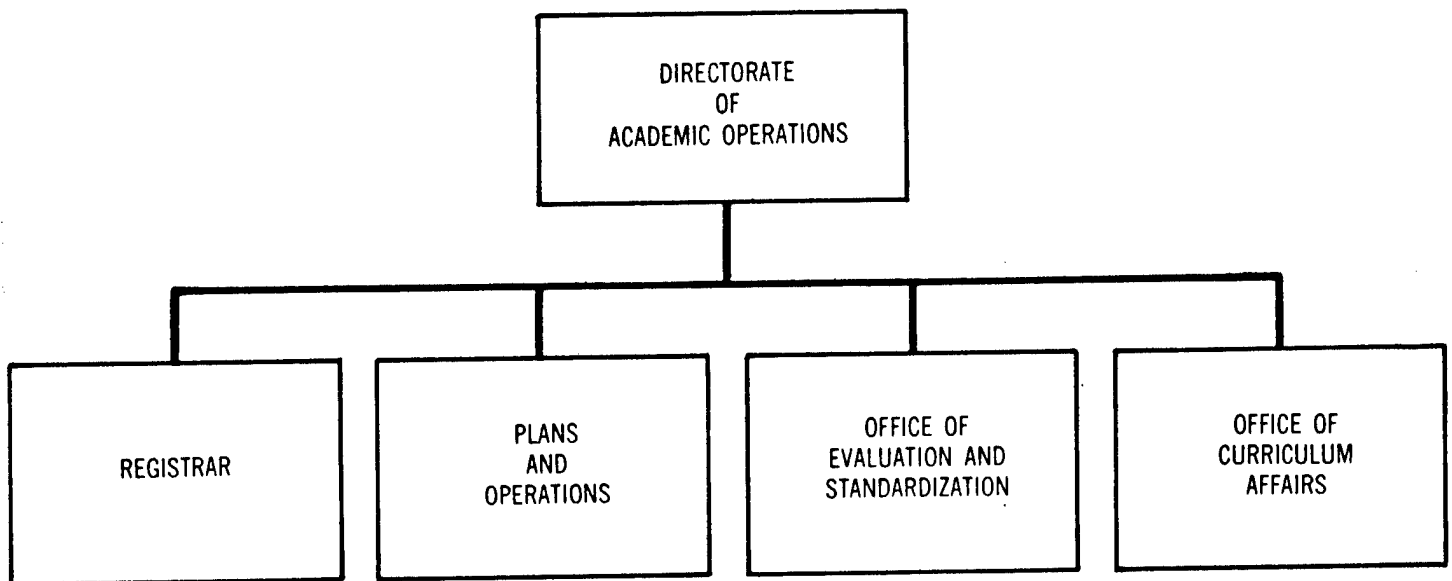 DIRECTORATE
OF
ACADEMIC OPERATIONS
REGISTRAR
PLANS
AND
OPERATIONS
OFFICE OF
EVALUATION AND
STANDARDIZATION
OFFICE OF
CURRICULUM
AFFAIRS